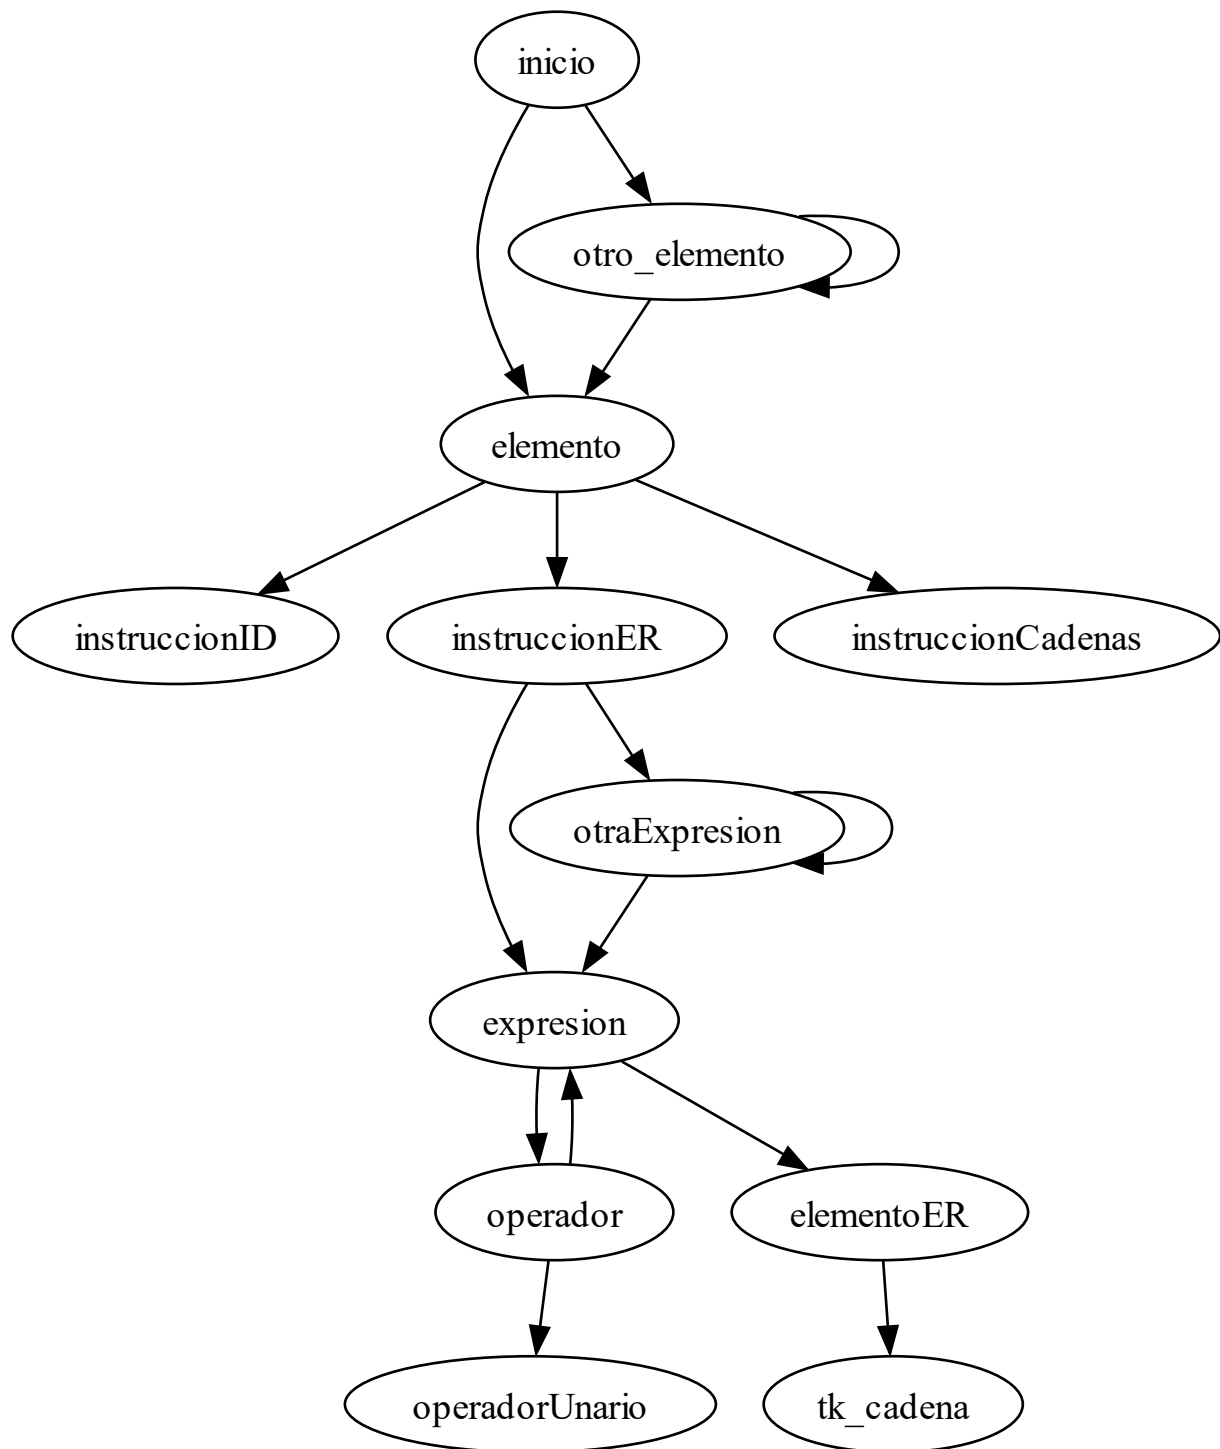 inicio
otro_elemento
elemento
instruccionID
instruccionER
instruccionCadenas
otraExpresion
expresion
operador
elementoER
operadorUnario
tk_cadena